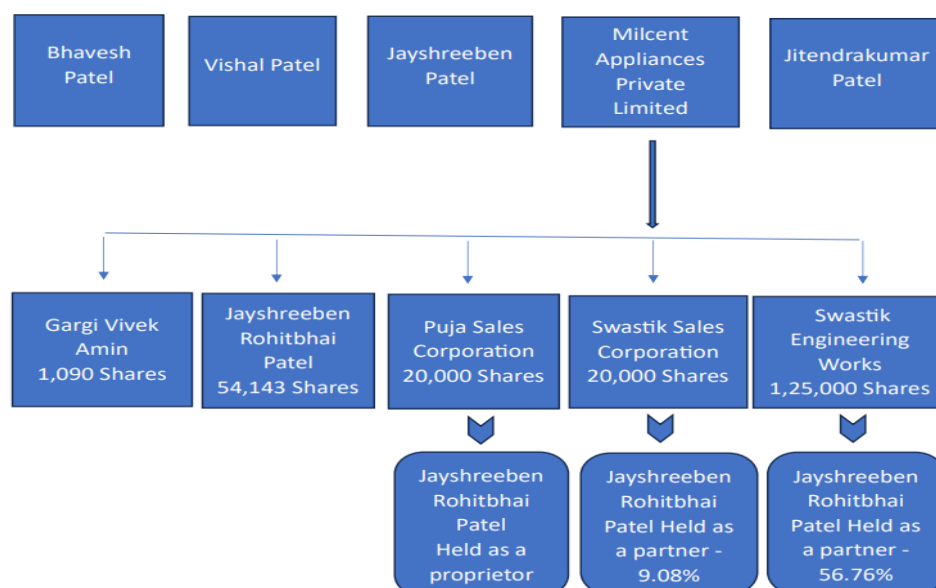 Bhavesh
Patel
Vishal Patel
Jayshreeben
Patel
Milcent
Appliances
Private
Limited
Jitendrakumar
Patel
Gargi Vivek
Amin
1,090 Shares
Jayshreeben
Rohitbhai
Patel
54,143 Shares
Puja Sales
Corporation
20,000 Shares
Swastik Sales
Corporation
20,000 Shares
Swastik
Engineering
Works
1,25,000 Shares
Jayshreeben
Rohitbhai
Patel
Held as a
proprietor
Jayshreeben
Rohitbhai
Patel Held as
a partner -
9.08%
Jayshreeben
Rohitbhai
Patel Held as
a partner -
56.76%